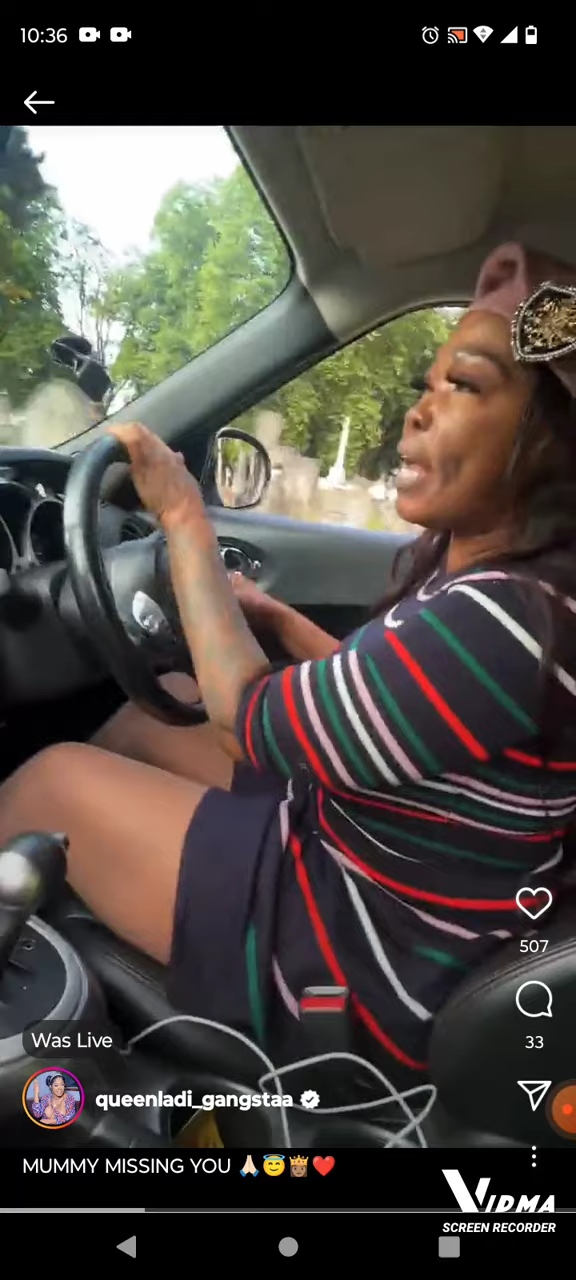 10:36
507
33
Was Live
queenladi_gangstaa
MUMMY MISSING YOU 🙏🏻😇👸🏽❤️
VIDMA
SCREEN RECORDER